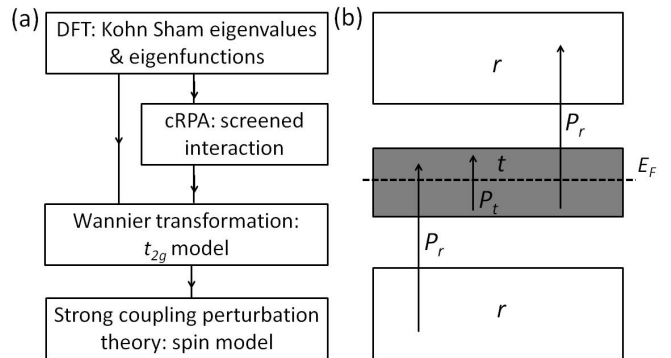 (a)
DFT: Kohn Sham eigenvalues
& eigenfunctions
cRPA: screened
interaction
Wannier transformation:
t2g model
Strong coupling perturbation
theory: spin model
(b)
r
Pr
t
EF
Pt
Pr
r